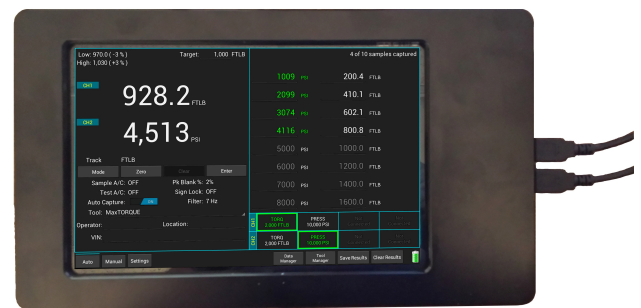 Low: 970.0 ( -3 % )
Target: 1,000 FTLB
High: 1,030 ( +3 % )
4 of 10 samples captured
CH1
928.2 FTLB
CH2
4,513 PSI
1009 PSI 200.4 FTLB
2099 PSI 410.1 FTLB
3074 PSI 602.1 FTLB
4116 PSI 800.8 FTLB
5000 PSI 1000.0 FTLB
6000 PSI 1200.0 FTLB
7000 PSI 1400.0 FTLB
8000 PSI 1600.0 FTLB
Track FTLB
Mode Zero Enter
Sample A/C: OFF Pk Blank %: 2%
Test A/C: OFF Sign Lock: OFF
Auto Capture: ON Filter: 7 Hz
Tool: MaxTORQUE
Operator: Location:
VIN:
CH1
TORQ
2,000 FTLB
PRESS
10,000 PSI
CH2
TORQ
2,000 FTLB
PRESS
10,000 PSI
Auto Manual Settings
Data Manager
Tool Manager
Save Results Clear Results